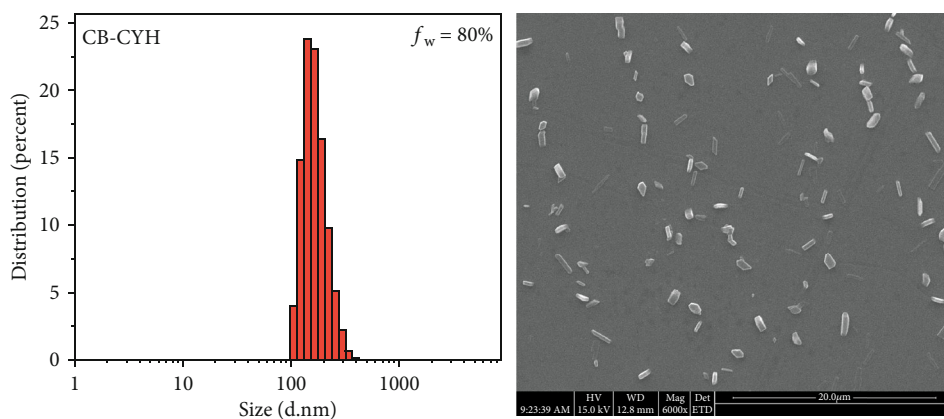 CB-CYH
f_w = 80%
25
20
15
10
5
0
Distribution (percent)
1 10 100 1000
Size (d.nm)
HV WD Mag Det 20.0μm
9:23:39 AM 15.0 kV 12.8 mm 6000x ETD